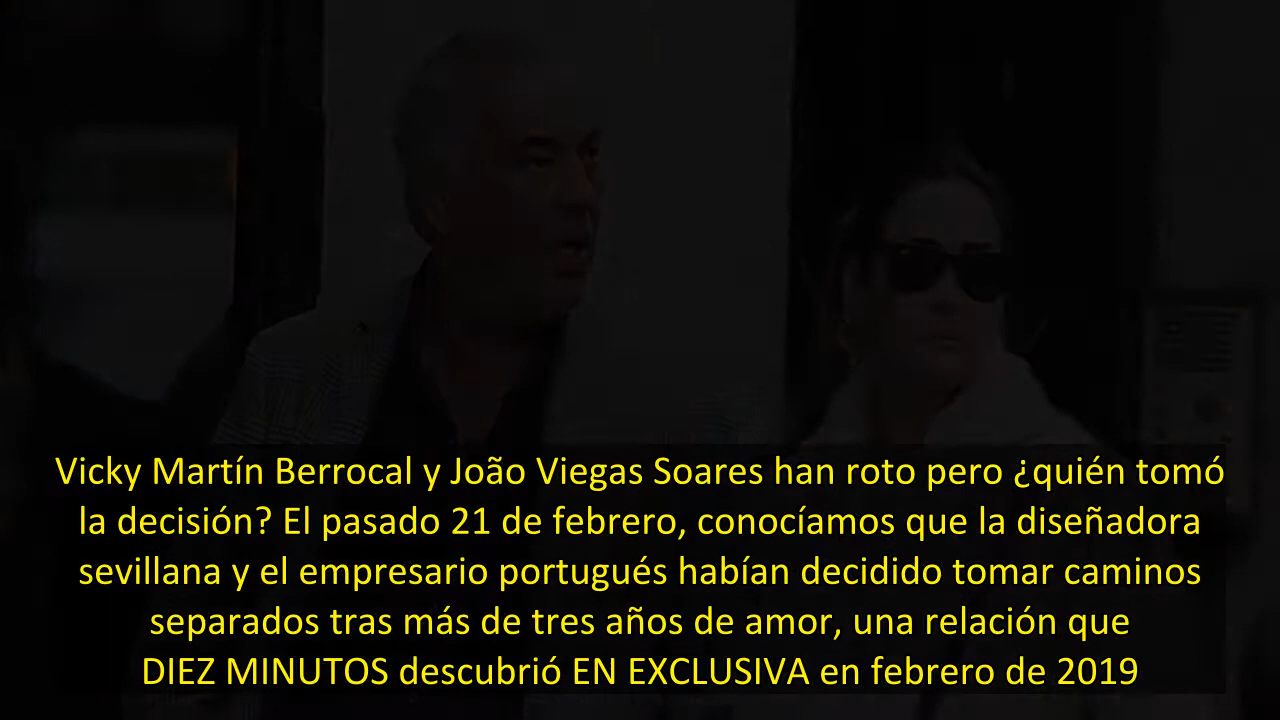 Vicky Martín Berrocal y João Viegas Soares han roto pero ¿quién tomó
la decisión? El pasado 21 de febrero, conocíamos que la diseñadora
sevillana y el empresario portugués habían decidido tomar caminos
separados tras más de tres años de amor, una relación que
DIEZ MINUTOS descubrió EN EXCLUSIVA en febrero de 2019